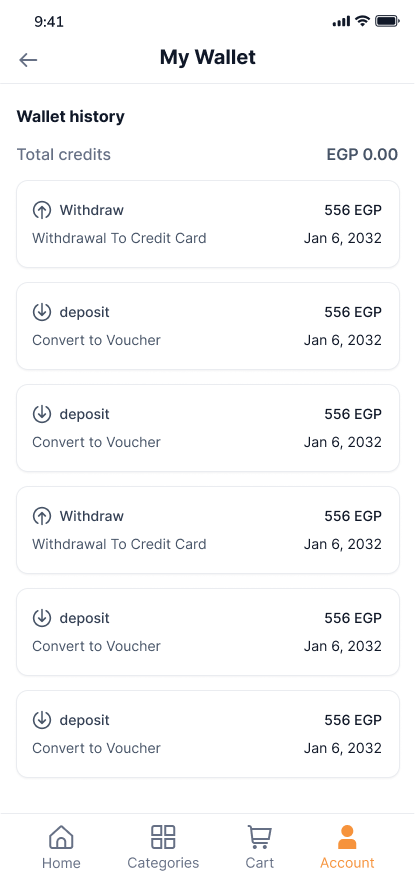 9:41
My Wallet
Wallet history
Total credits EGP 0.00
Withdraw 556 EGP
Withdrawal To Credit Card Jan 6, 2032
deposit 556 EGP
Convert to Voucher Jan 6, 2032
deposit 556 EGP
Convert to Voucher Jan 6, 2032
Withdraw 556 EGP
Withdrawal To Credit Card Jan 6, 2032
deposit 556 EGP
Convert to Voucher Jan 6, 2032
deposit 556 EGP
Convert to Voucher Jan 6, 2032
Home Categories Cart Account